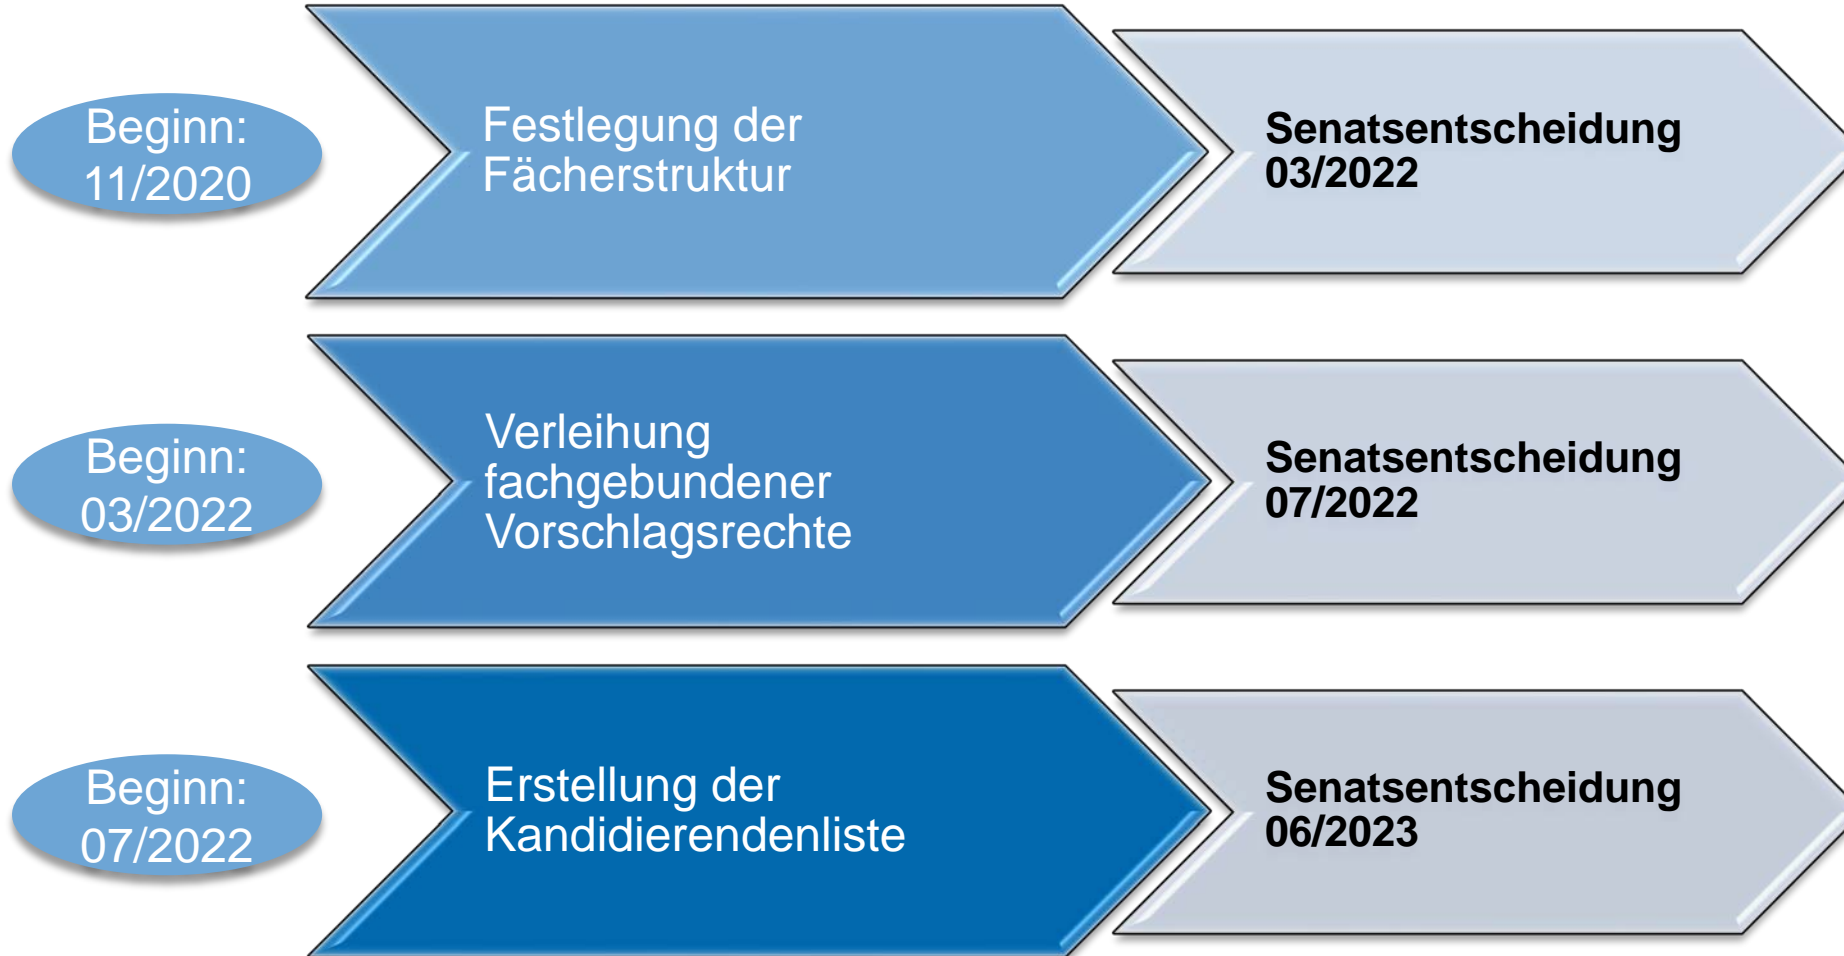 Beginn:
11/2020
Festlegung der
Fächerstruktur
Senatsentscheidung
03/2022
Beginn:
03/2022
Verleihung
fachgebundener
Vorschlagsrechte
Senatsentscheidung
07/2022
Beginn:
07/2022
Erstellung der
Kandidierendenliste
Senatsentscheidung
06/2023